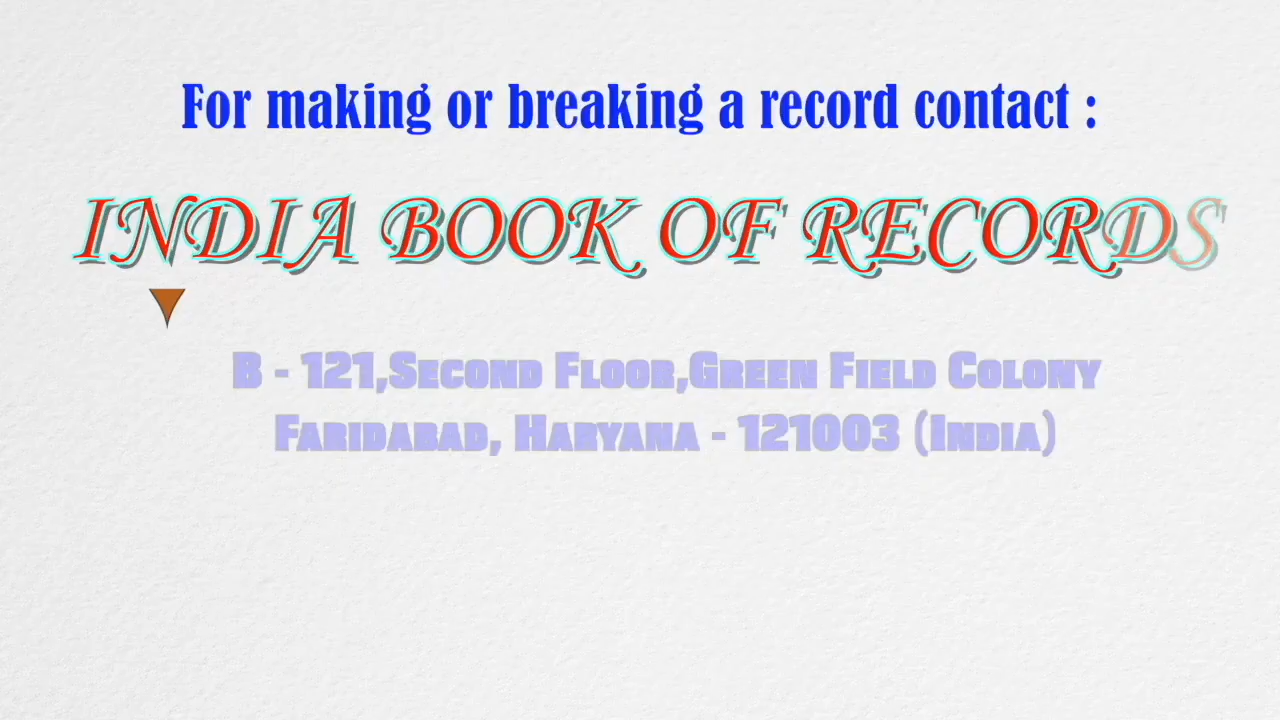 For making or breaking a record contact :
INDIA BOOK OF RECORDS
B - 121,Second Floor,Green Field Colony
Faridabad, Haryana - 121003 (India)